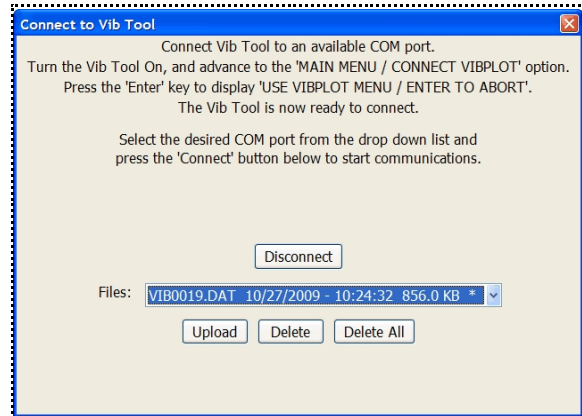 Connect to Vib Tool
Connect Vib Tool to an available COM port.
Turn the Vib Tool On, and advance to the 'MAIN MENU / CONNECT VIBPLOT' option.
Press the 'Enter' key to display 'USE VIBPLOT MENU / ENTER TO ABORT'.
The Vib Tool is now ready to connect.
Select the desired COM port from the drop down list and
press the 'Connect' button below to start communications.
Disconnect
Files: VIB0019.DAT 10/27/2009 - 10:24:32 856.0 KB *
Upload Delete Delete All